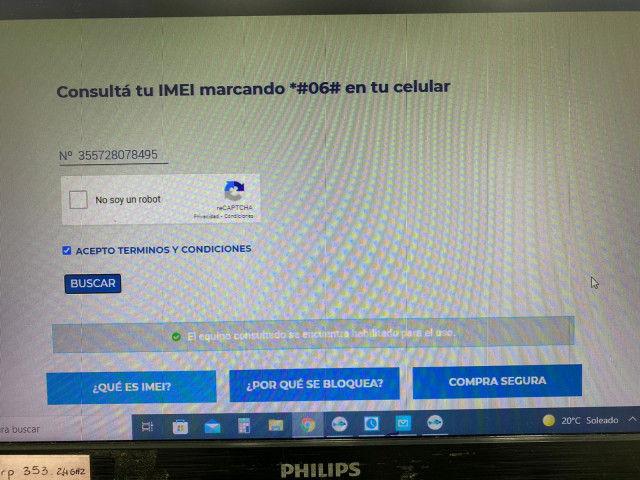 Consultá tu IMEI marcando *#06# en tu celular
Nº 355728078495
No soy un robot
reCAPTCHA
Privacidad - Condiciones
ACEPTO TERMINOS Y CONDICIONES
BUSCAR
El equipo consultado se encuentra habilitado para el uso.
¿QUÉ ES IMEI?
¿POR QUÉ SE BLOQUEA?
COMPRA SEGURA
ra buscar
20°C Soleado
rp 353 2.4GHz
PHILIPS